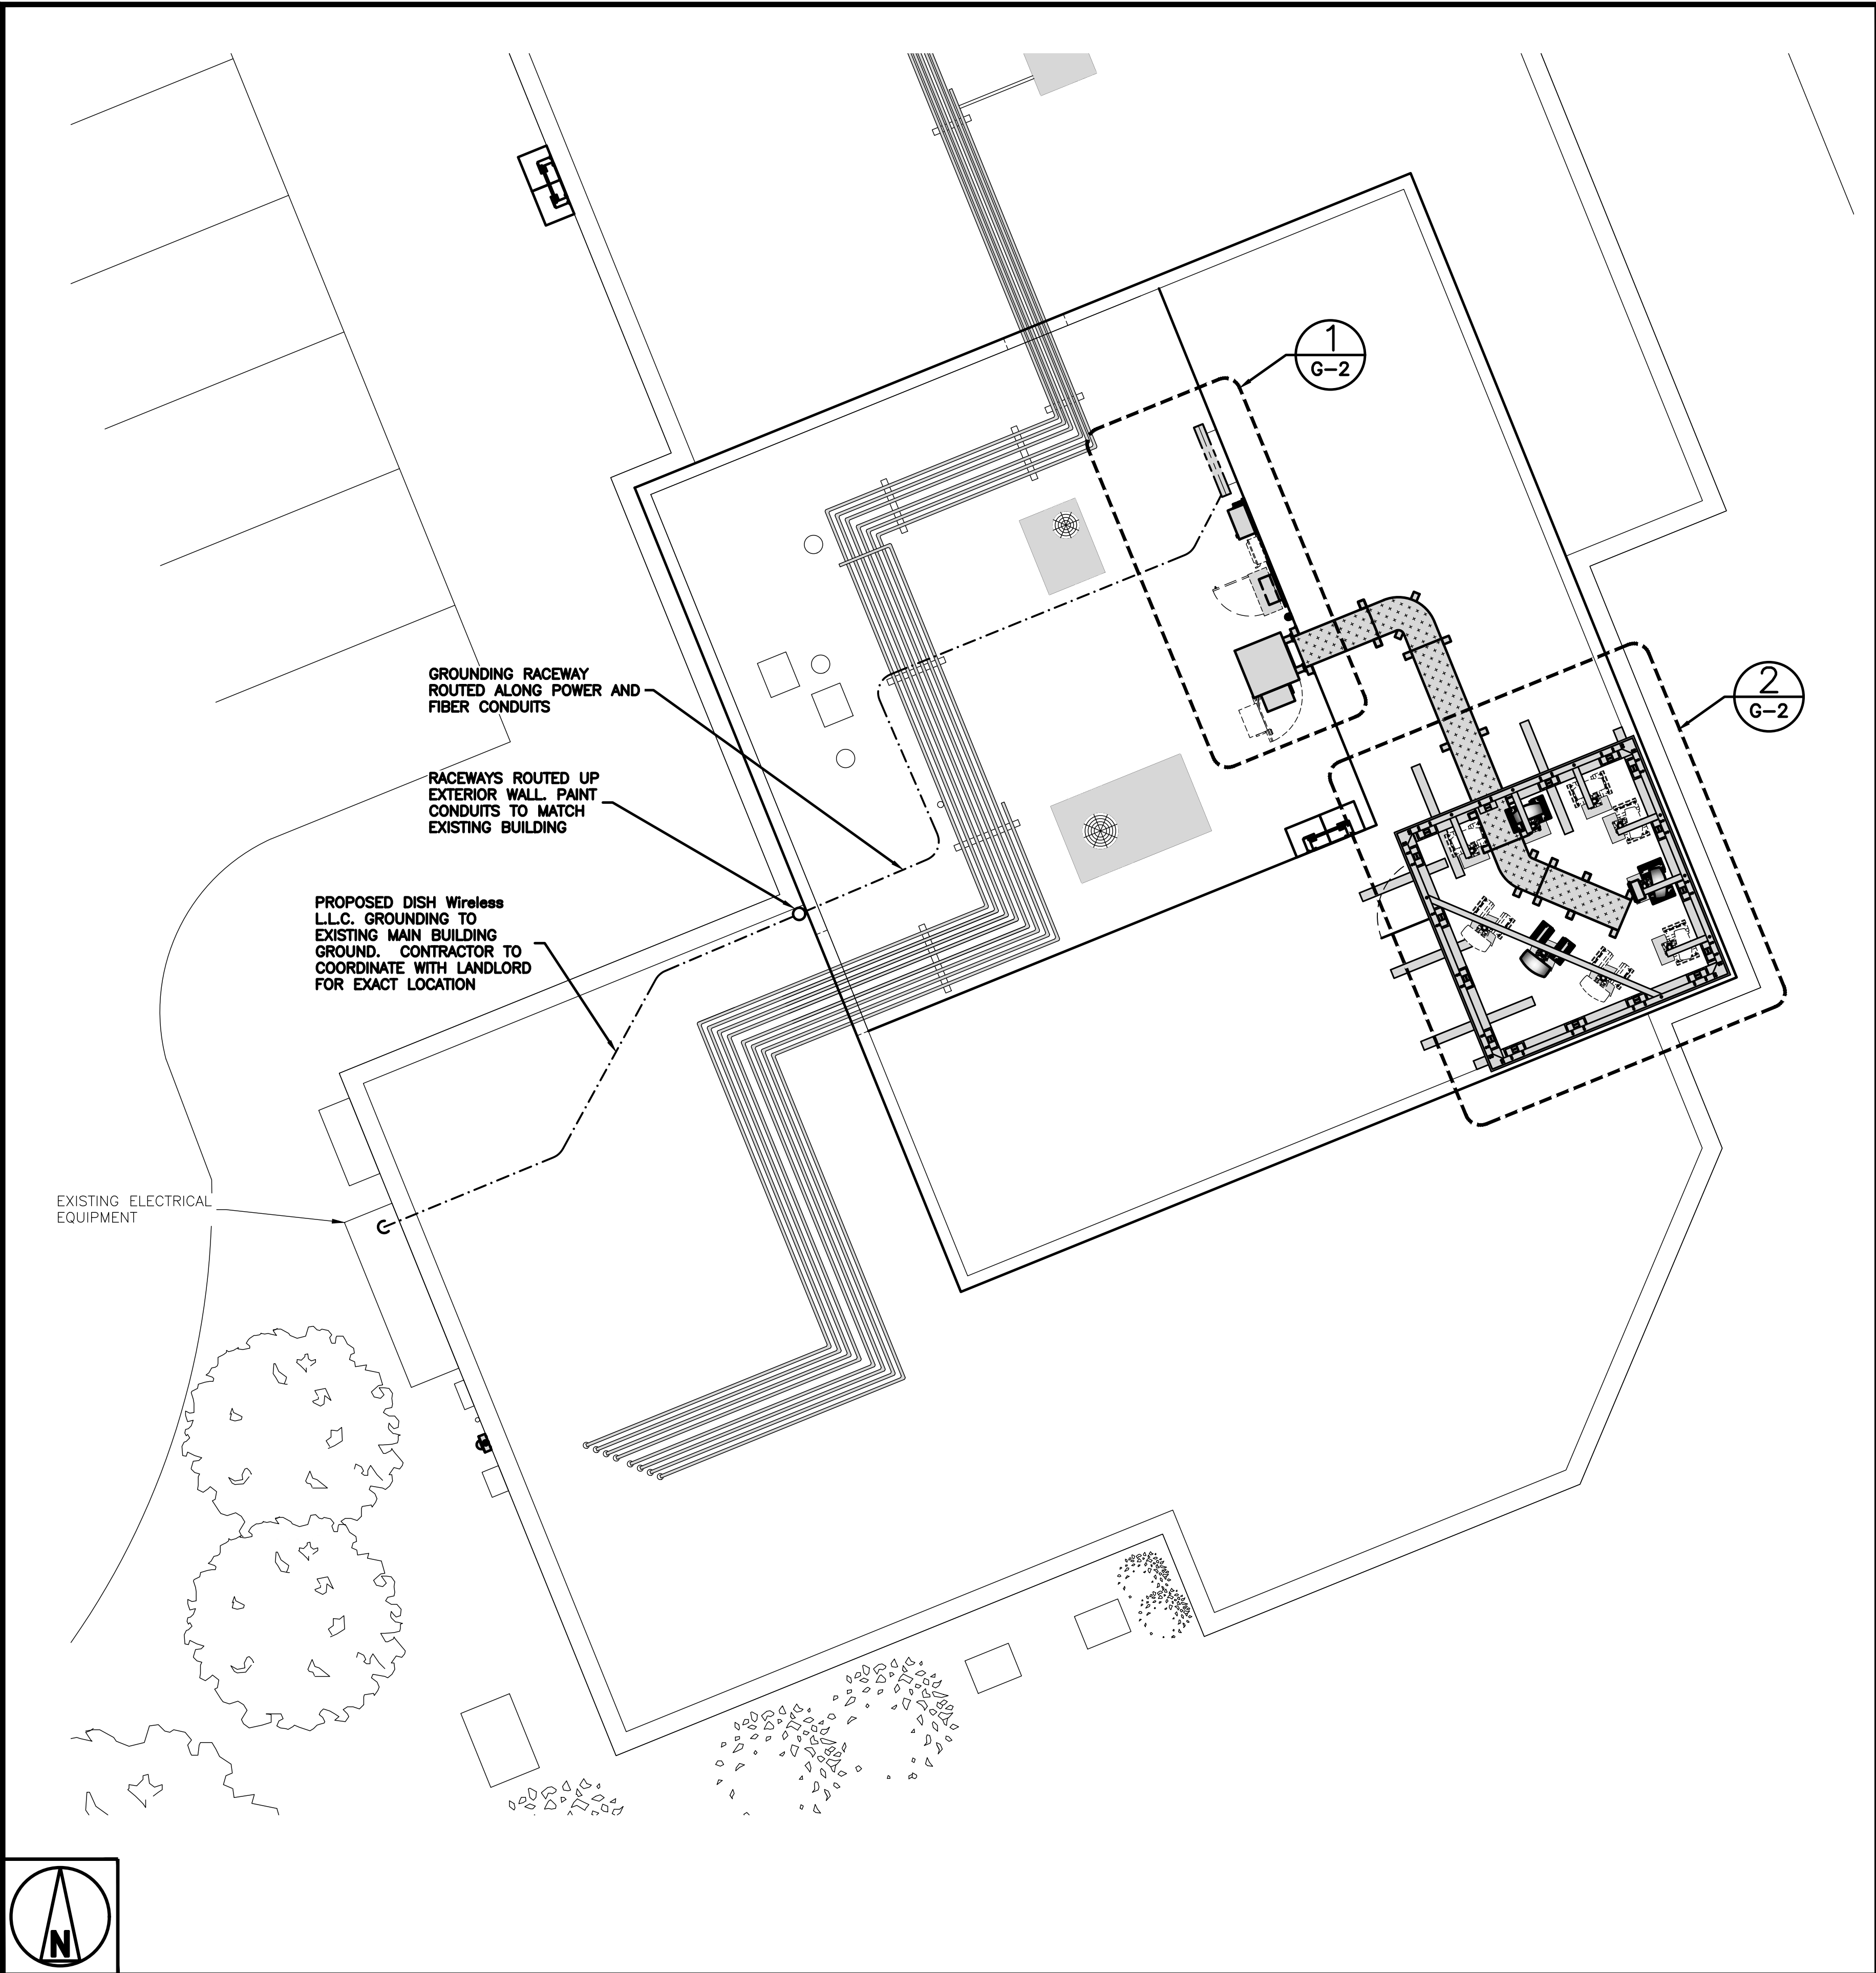 1
G-2
2
G-2
GROUNDING RACEWAY
ROUTED ALONG POWER AND
FIBER CONDUITS
RACEWAYS ROUTED UP
EXTERIOR WALL. PAINT
CONDUITS TO MATCH
EXISTING BUILDING
PROPOSED DISH Wireless
L.L.C. GROUNDING TO
EXISTING MAIN BUILDING
GROUND. CONTRACTOR TO
COORDINATE WITH LANDLORD
FOR EXACT LOCATION
EXISTING ELECTRICAL
EQUIPMENT
N